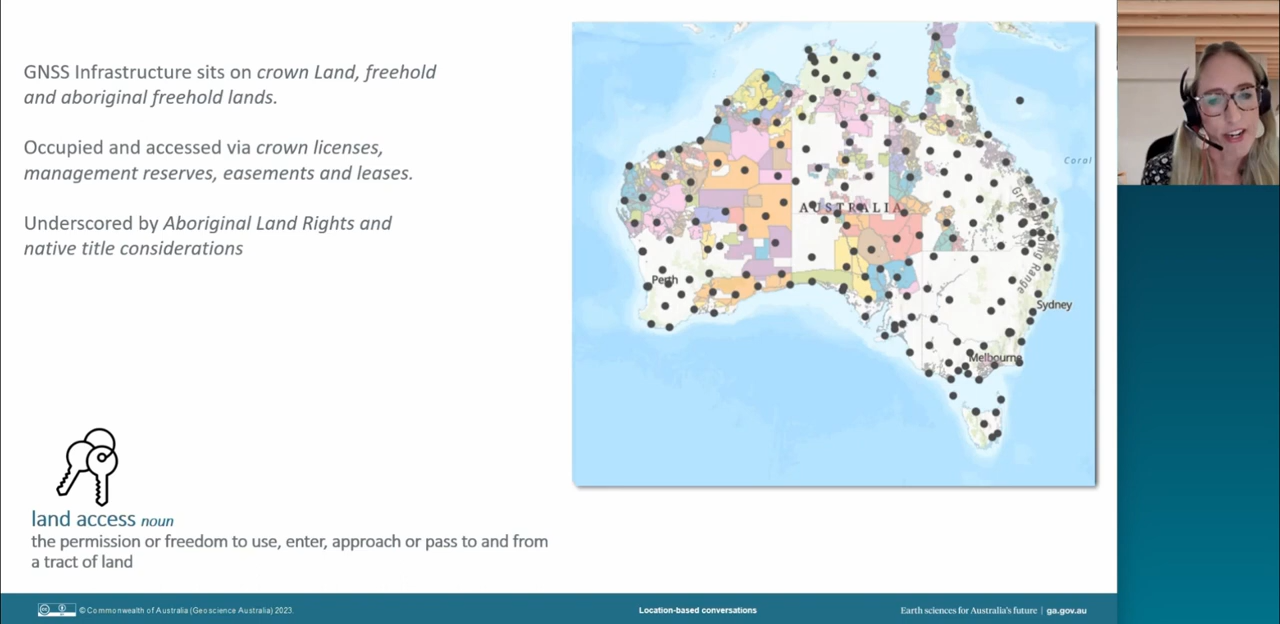 GNSS Infrastructure sits on crown Land, freehold
and aboriginal freehold lands.
Occupied and accessed via crown licenses,
management reserves, easements and leases.
Underscored by Aboriginal Land Rights and
native title considerations
Coral
AUSTRALIA
Perth
Sydney
Melbourne
land access noun
the permission or freedom to use, enter, approach or pass to and from
a tract of land
© Commonwealth of Australia (Geoscience Australia) 2023.
Location-based conversations
Earth sciences for Australia's future | ga.gov.au